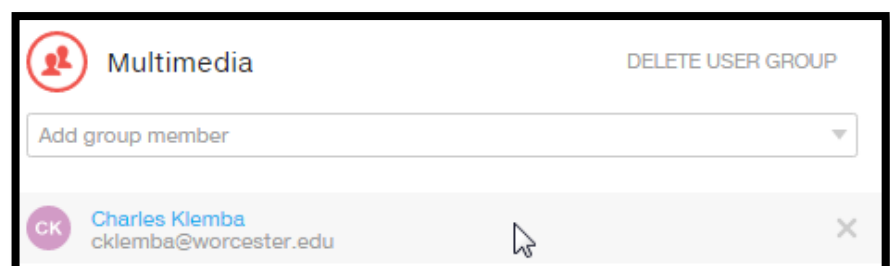 Multimedia
DELETE USER GROUP
Add group member
CK
Charles Klemba
cklemba@worcester.edu